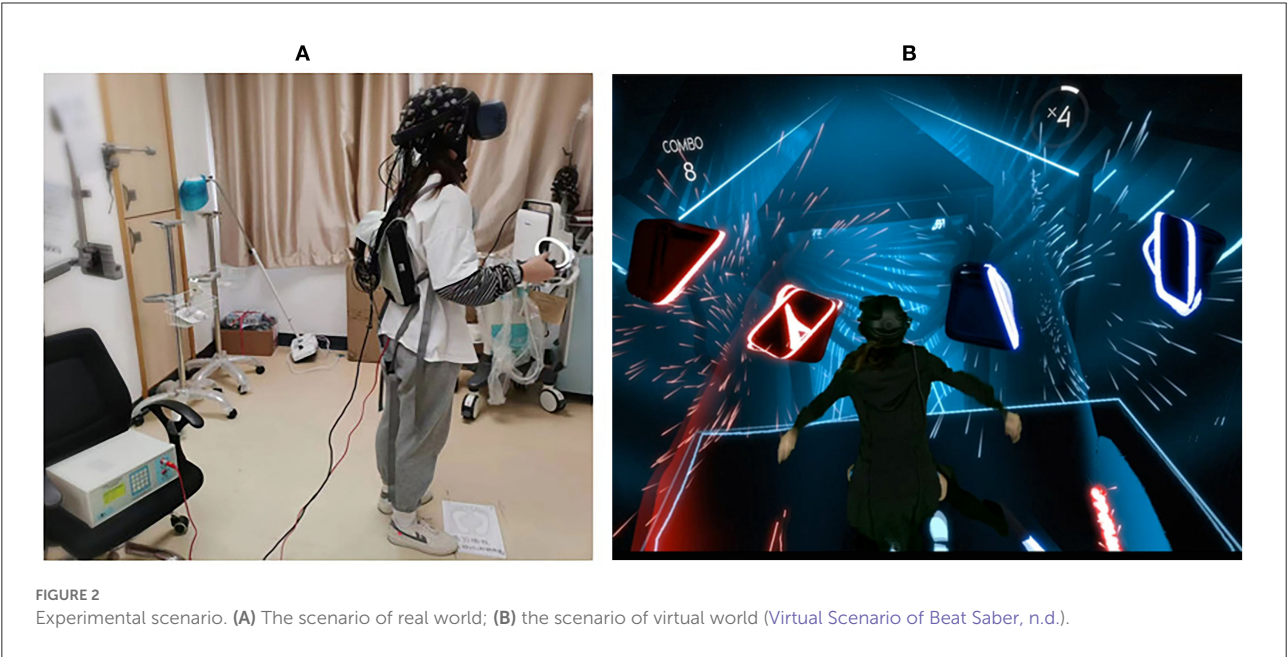 A
B
COMBO
8
×4
FIGURE 2
Experimental scenario. (A) The scenario of real world; (B) the scenario of virtual world (Virtual Scenario of Beat Saber, n.d.).